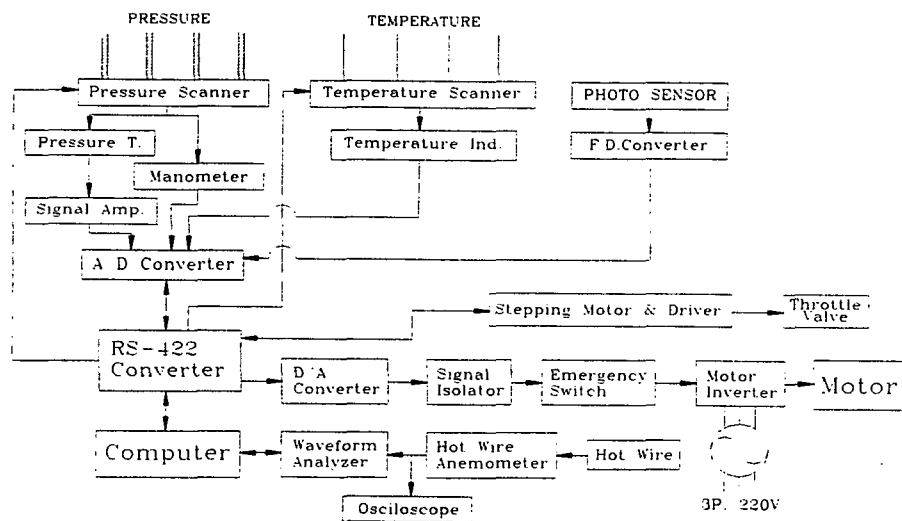 PRESSURE
TEMPERATURE
Pressure Scanner
Temperature Scanner
PHOTO SENSOR
Pressure T.
Temperature Ind.
F D.Converter
Manometer
Signal Amp.
A D Converter
Stepping Motor & Driver
Throttle
Valve
RS-422
Converter
D'A
Converter
Signal
Isolator
Emergency
Switch
Motor
Inverter
Motor
Computer
Waveform
Analyzer
Hot Wire
Anemometer
Hot Wire
Osciloscope
3P. 220V